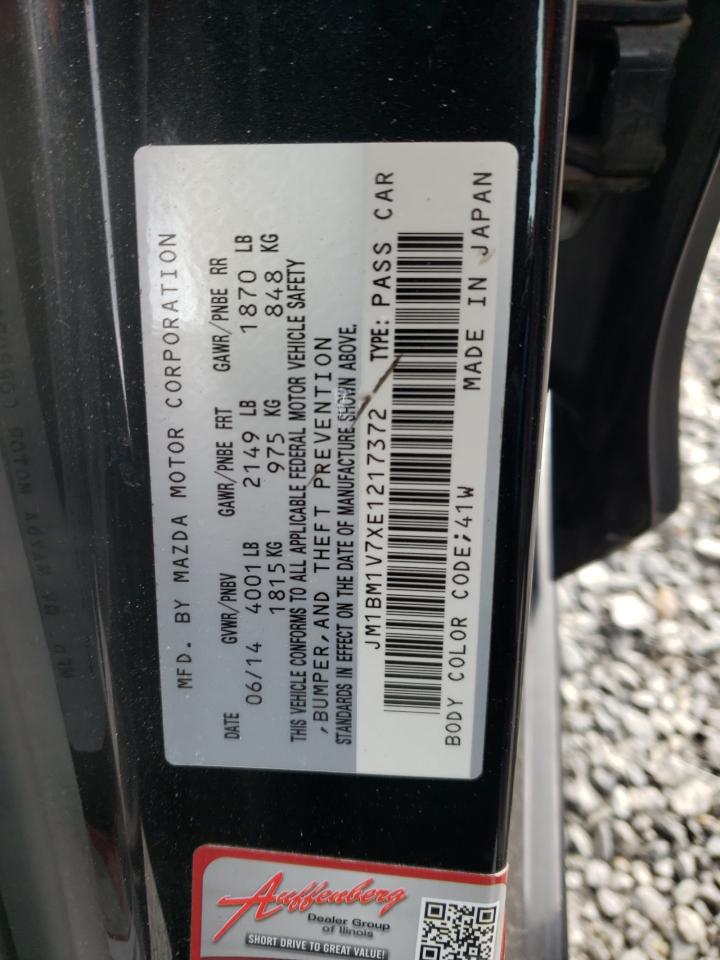 MFD. BY MAZDA MOTOR CORPORATION
DATE GVWR/PNBV GAWR/PNBE FRT GAWR/PNBE RR
06/14 4001 LB 2149 LB 1870 LB
1815 KG 975 KG 848 KG
THIS VEHICLE CONFORMS TO ALL APPLICABLE FEDERAL MOTOR VEHICLE SAFETY
,BUMPER,AND THEFT PREVENTION
STANDARDS IN EFFECT ON THE DATE OF MANUFACTURE SHOWN ABOVE.
JM1BM1V7XE1217372 TYPE: PASS CAR
BODY COLOR CODE;41W MADE IN JAPAN
Auffenberg
Dealer Group
of Illinois
SHORT DRIVE TO GREAT VALUE!